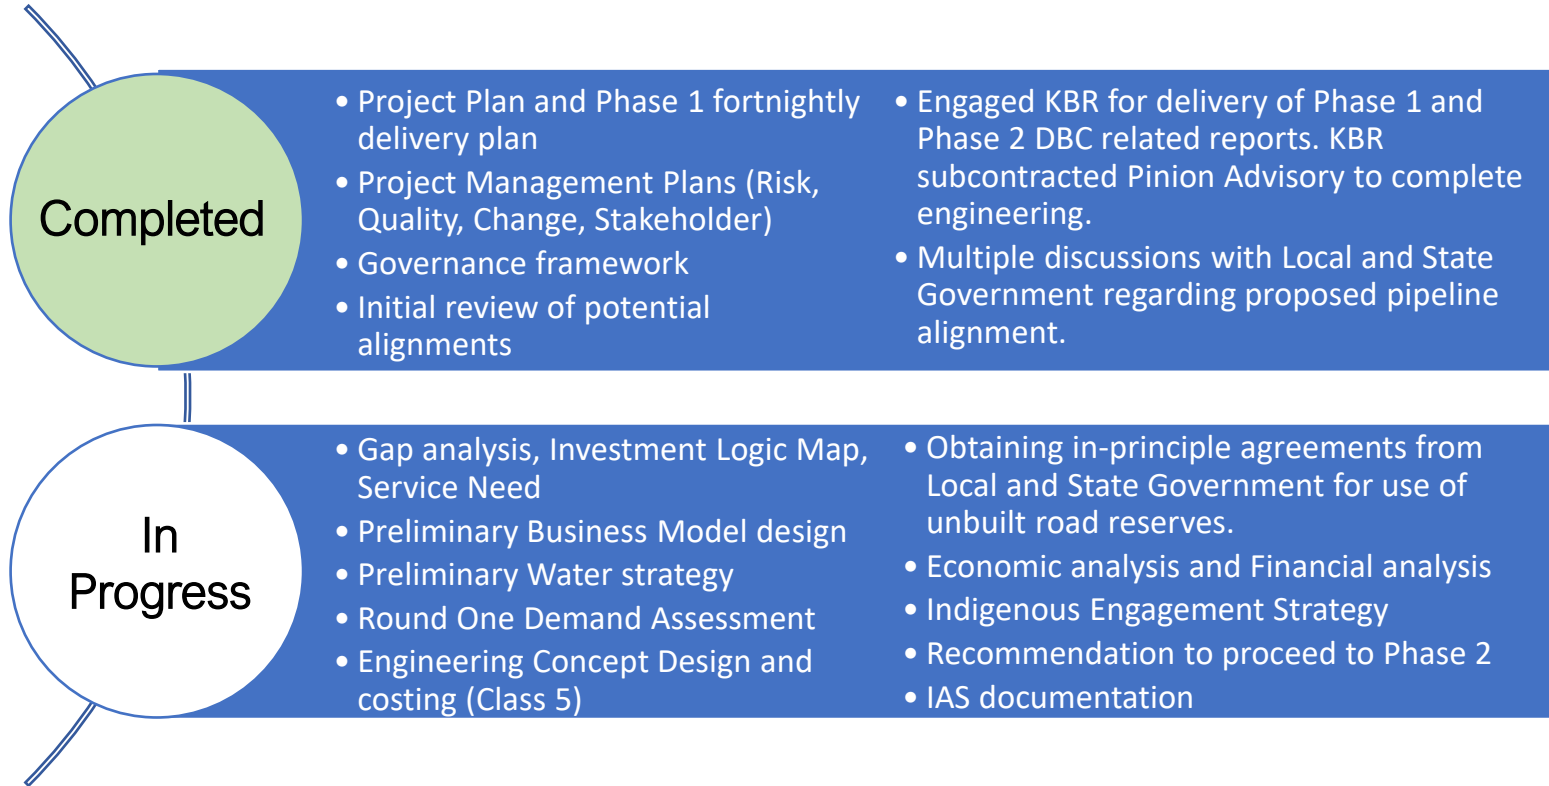 Completed
• Project Plan and Phase 1 fortnightly
delivery plan
• Project Management Plans (Risk,
Quality, Change, Stakeholder)
• Governance framework
• Initial review of potential
alignments
• Engaged KBR for delivery of Phase 1 and
Phase 2 DBC related reports. KBR
subcontracted Pinion Advisory to complete
engineering.
• Multiple discussions with Local and State
Government regarding proposed pipeline
alignment.
In
Progress
• Gap analysis, Investment Logic Map,
Service Need
• Preliminary Business Model design
• Preliminary Water strategy
• Round One Demand Assessment
• Engineering Concept Design and
costing (Class 5)
• Obtaining in-principle agreements from
Local and State Government for use of
unbuilt road reserves.
• Economic analysis and Financial analysis
• Indigenous Engagement Strategy
• Recommendation to proceed to Phase 2
• IAS documentation